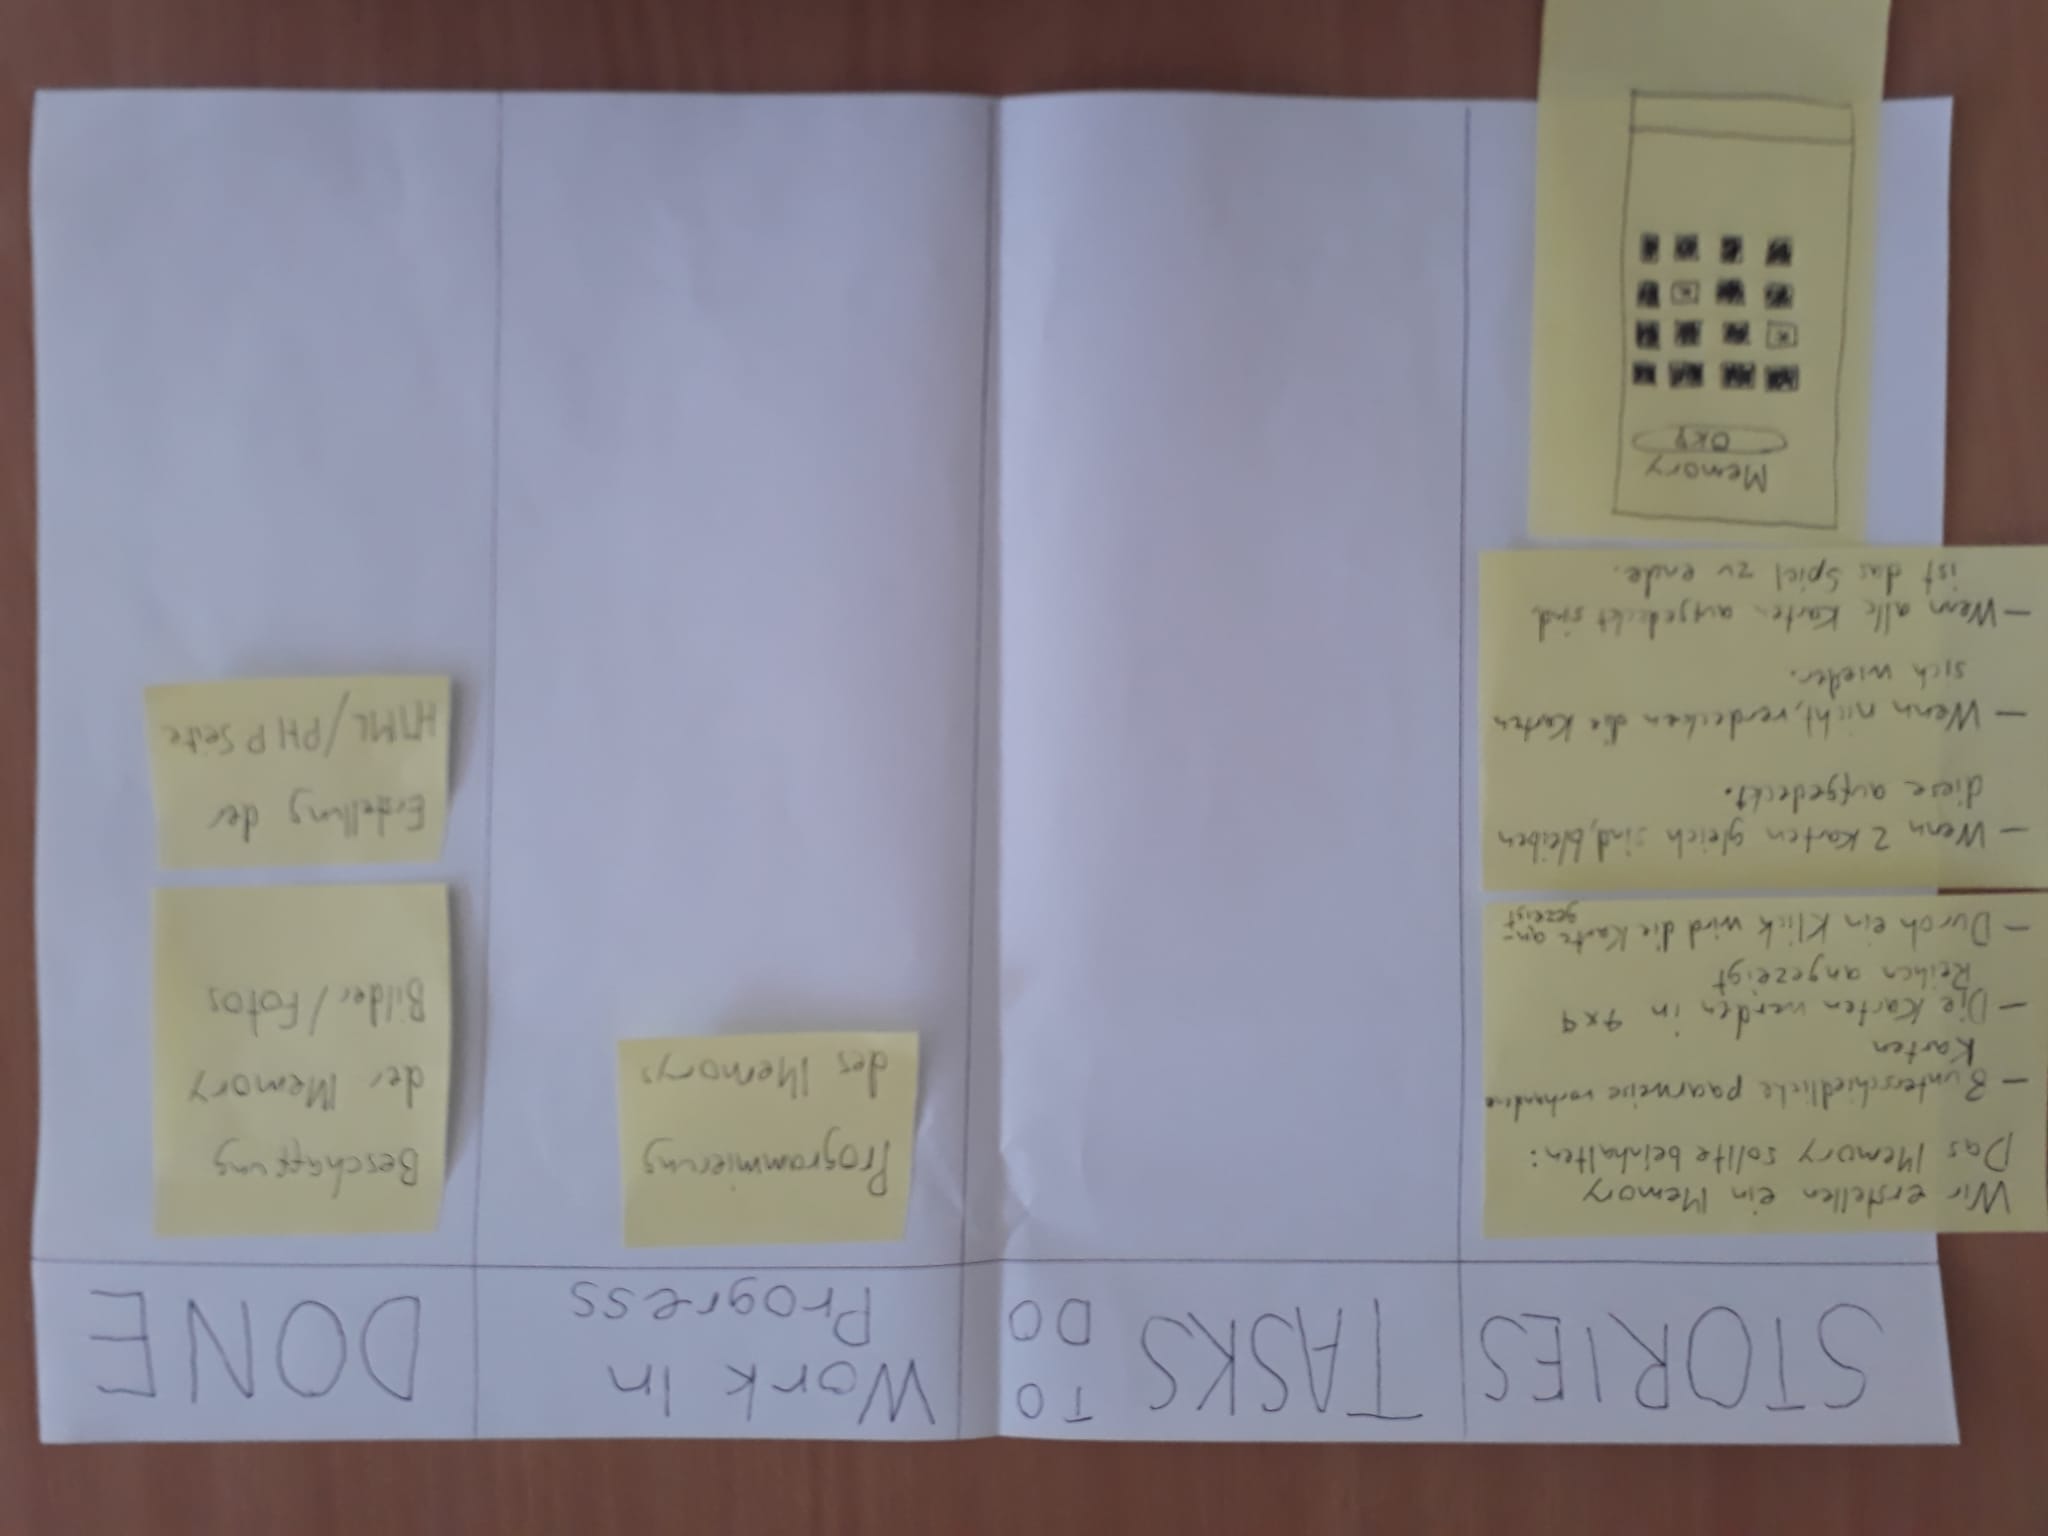 STORIES
TASKS TO DO
Work In
Progress
DONE
Wir erstellen ein Memory
Das Memory sollte beinhalten:
- 8 unterschiedliche paarweise vorhandene
Karten
- Die Karten werden in 4x4
Reihen angezeigt
- Durch ein Klick wird die Karte an-
gezeigt
- Wenn 2 Karten gleich sind, bleiben
diese aufgedeckt.
- Wenn nicht, verdecken die Karten
sich wieder.
- Wenn alle Karten aufgedeckt sind,
ist das Spiel zu ende.
Memory
OK?
Programmierung
des Memorys
Beschaffung
der Memory
Bilder/Fotos
Erstellung der
HTML/PHP Seite